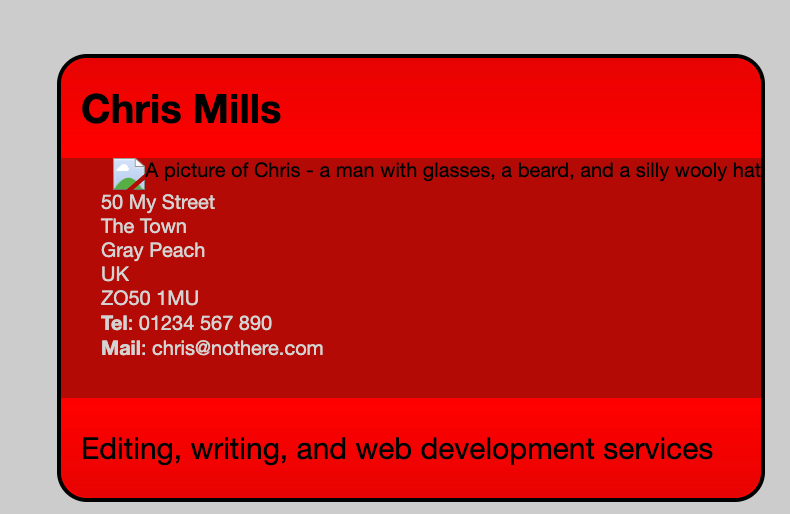 Chris Mills
A picture of Chris - a man with glasses, a beard, and a silly wooly hat
50 My Street
The Town
Gray Peach
UK
ZO50 1MU
Tel: 01234 567 890
Mail: chris@nothere.com
Editing, writing, and web development services